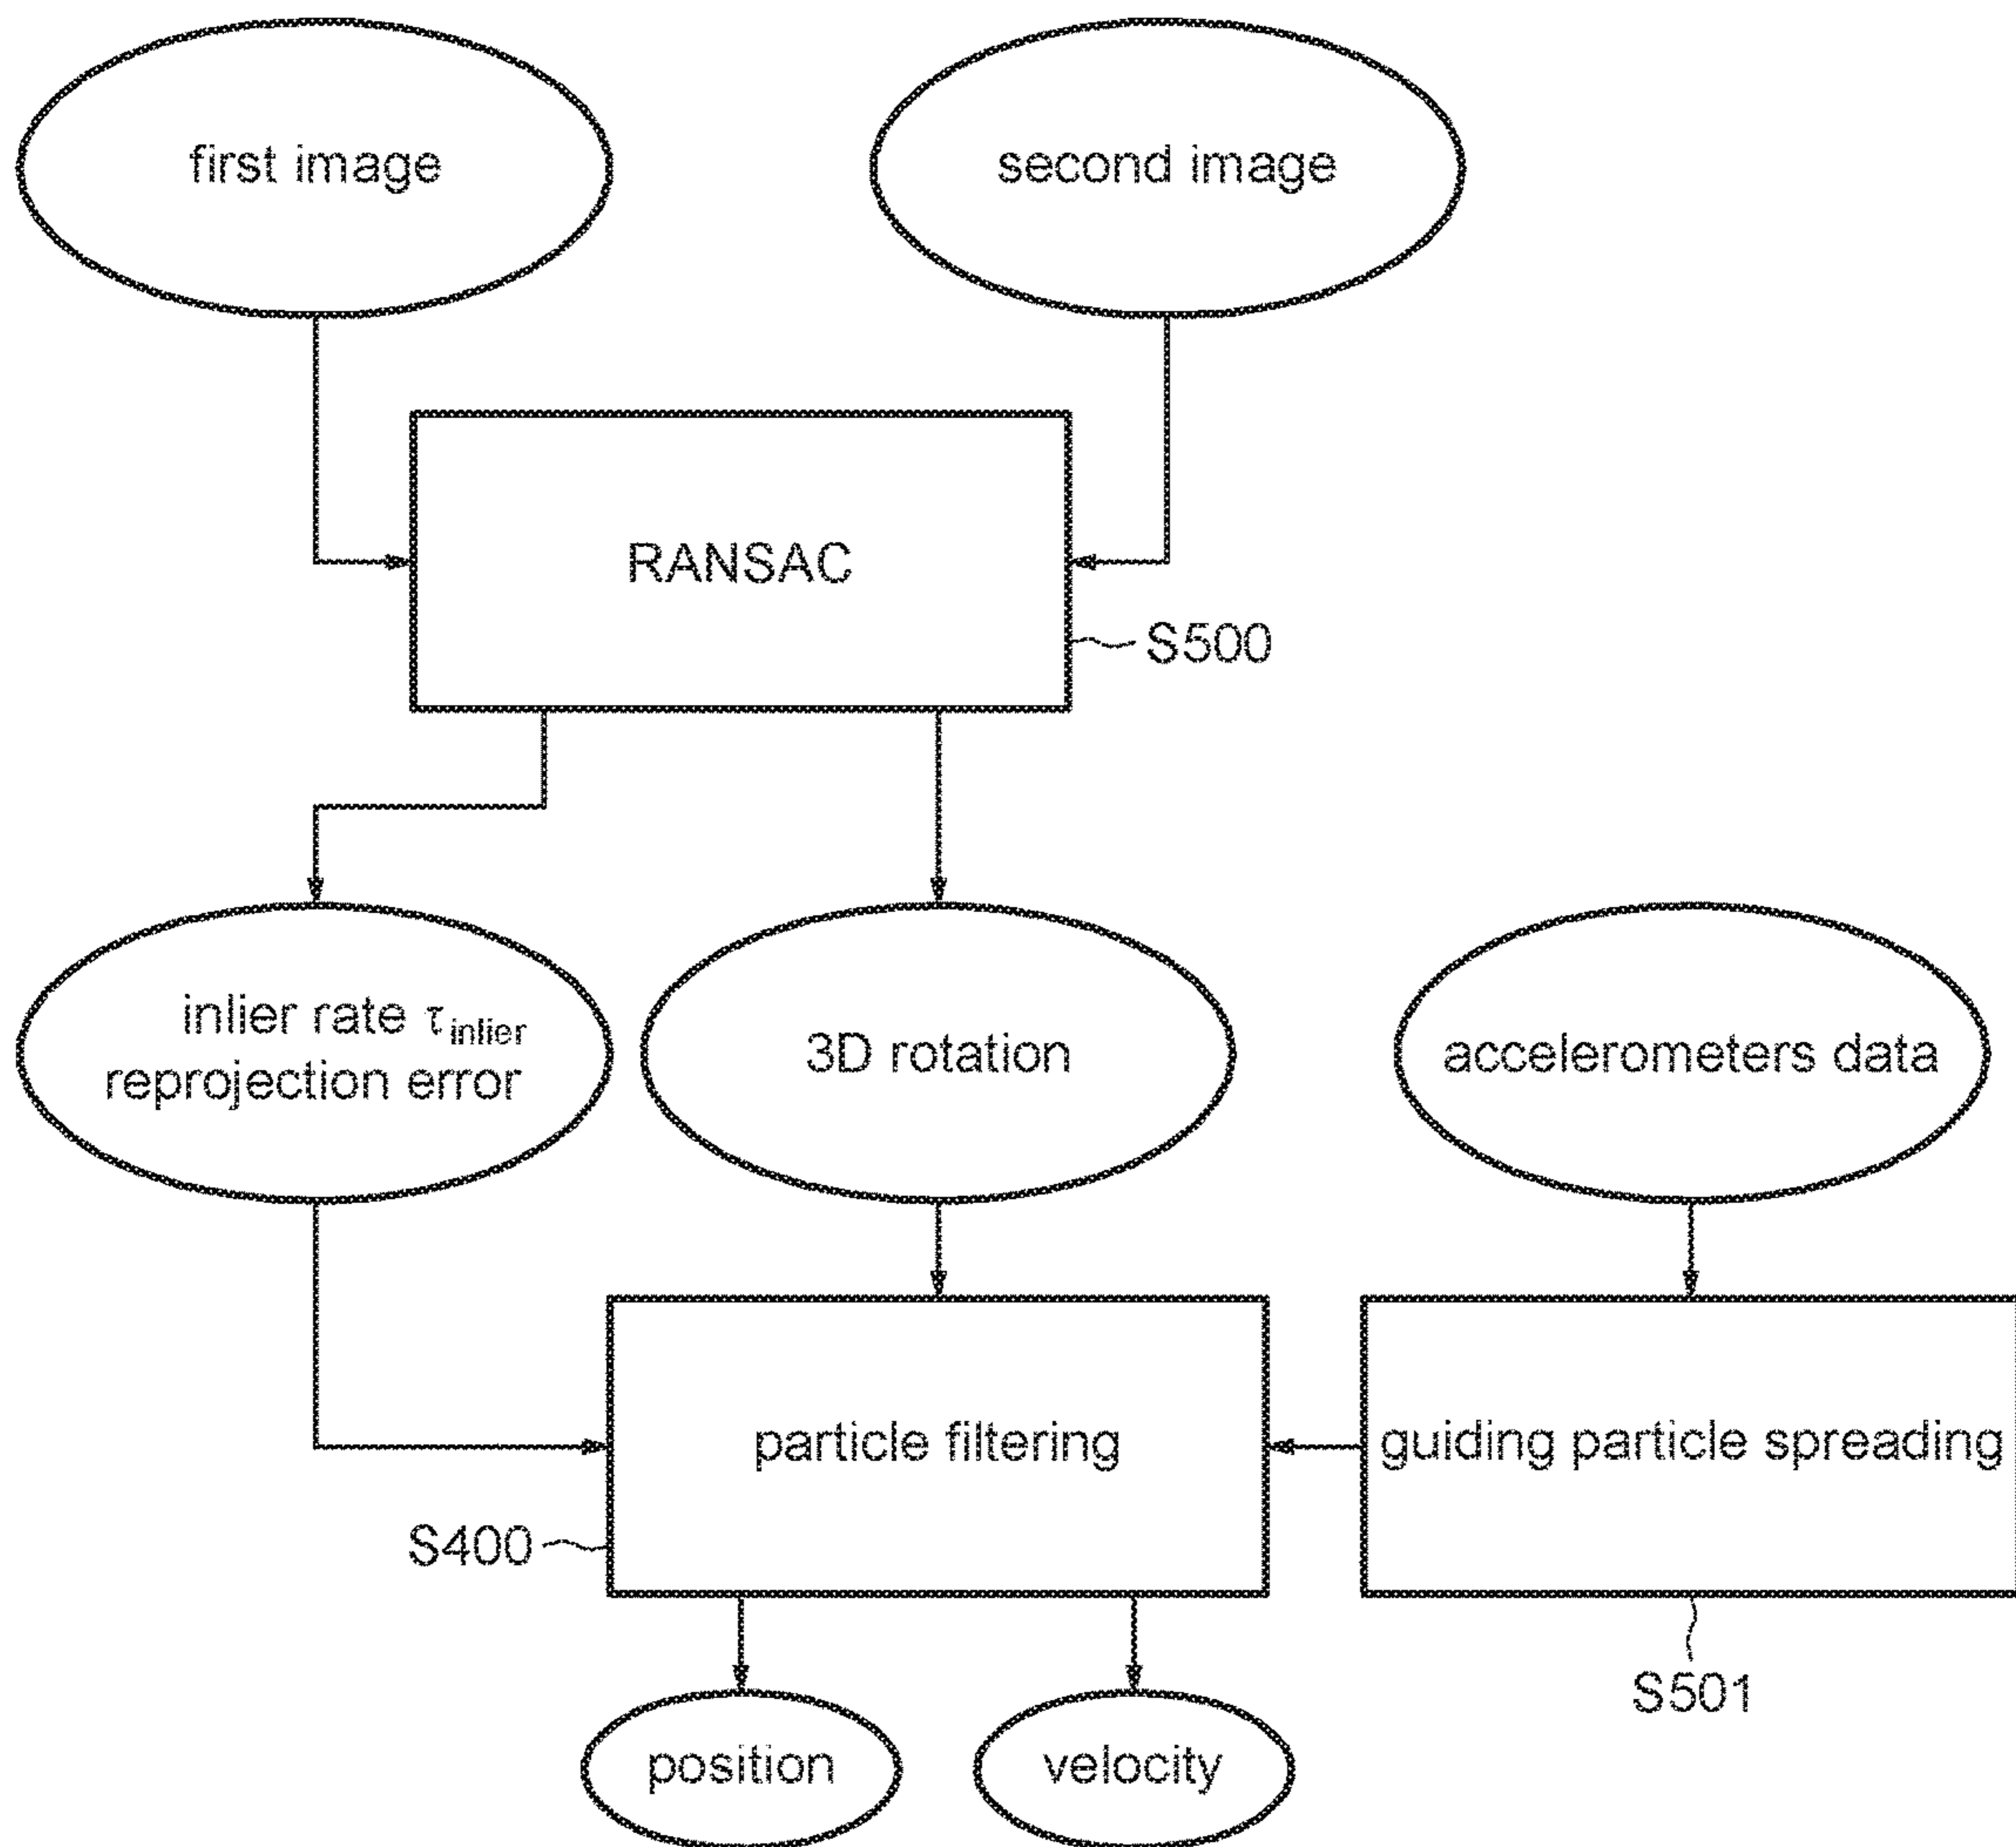 first image
second image
RANSAC
S500
inlier rate τinlier
reprojection error
3D rotation
accelerometers data
particle filtering
guiding particle spreading
S400
S501
position
velocity